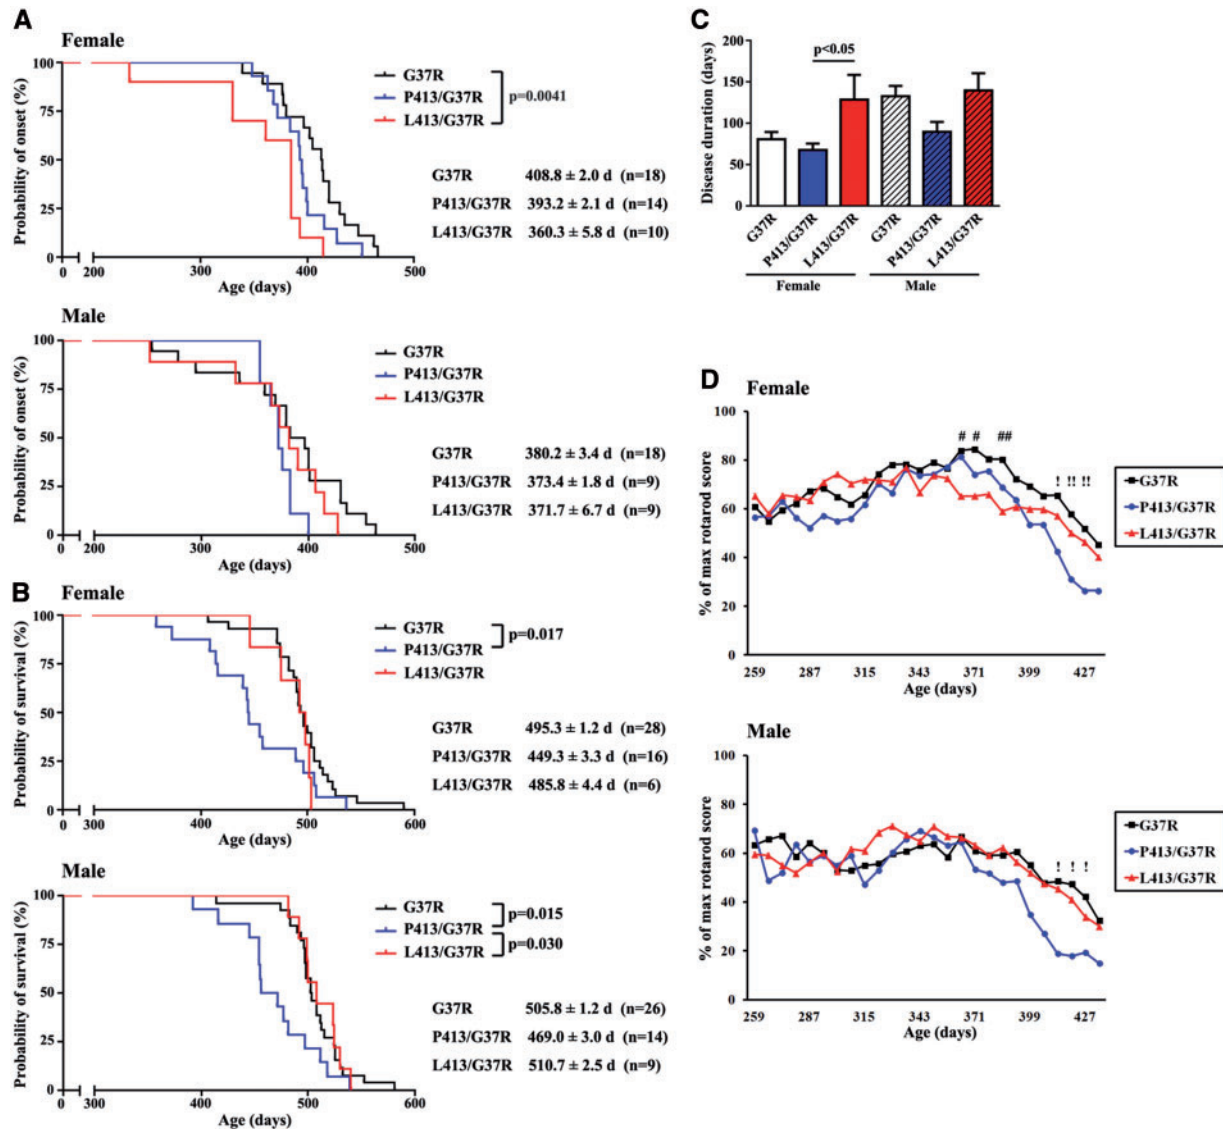 A
Female
Probability of onset (%)
100
75
50
25
0
0 200 300 400 500
Age (days)
G37R
P413/G37R
L413/G37R
p=0.0041
G37R 408.8 ± 2.0 d (n=18)
P413/G37R 393.2 ± 2.1 d (n=14)
L413/G37R 360.3 ± 5.8 d (n=10)
Male
Probability of onset (%)
100
75
50
25
0
0 200 300 400 500
Age (days)
G37R
P413/G37R
L413/G37R
G37R 380.2 ± 3.4 d (n=18)
P413/G37R 373.4 ± 1.8 d (n=9)
L413/G37R 371.7 ± 6.7 d (n=9)
B
Female
Probability of survival (%)
100
75
50
25
0
0 300 400 500 600
Age (days)
G37R
P413/G37R
L413/G37R
p=0.017
G37R 495.3 ± 1.2 d (n=28)
P413/G37R 449.3 ± 3.3 d (n=16)
L413/G37R 485.8 ± 4.4 d (n=6)
Male
Probability of survival (%)
100
75
50
25
0
0 300 400 500 600
Age (days)
G37R
P413/G37R
L413/G37R
p=0.015
p=0.030
G37R 505.8 ± 1.2 d (n=26)
P413/G37R 469.0 ± 3.0 d (n=14)
L413/G37R 510.7 ± 2.5 d (n=9)
C
Disease duration (days)
200
150
100
50
0
p<0.05
G37R P413/G37R L413/G37R G37R P413/G37R L413/G37R
Female Male
D
Female
% of max rotarod score
100
80
60
40
20
0
# # ##
! !! !!
259 287 315 343 371 399 427
Age (days)
G37R
P413/G37R
L413/G37R
Male
% of max rotarod score
100
80
60
40
20
0
! ! !
259 287 315 343 371 399 427
Age (days)
G37R
P413/G37R
L413/G37R